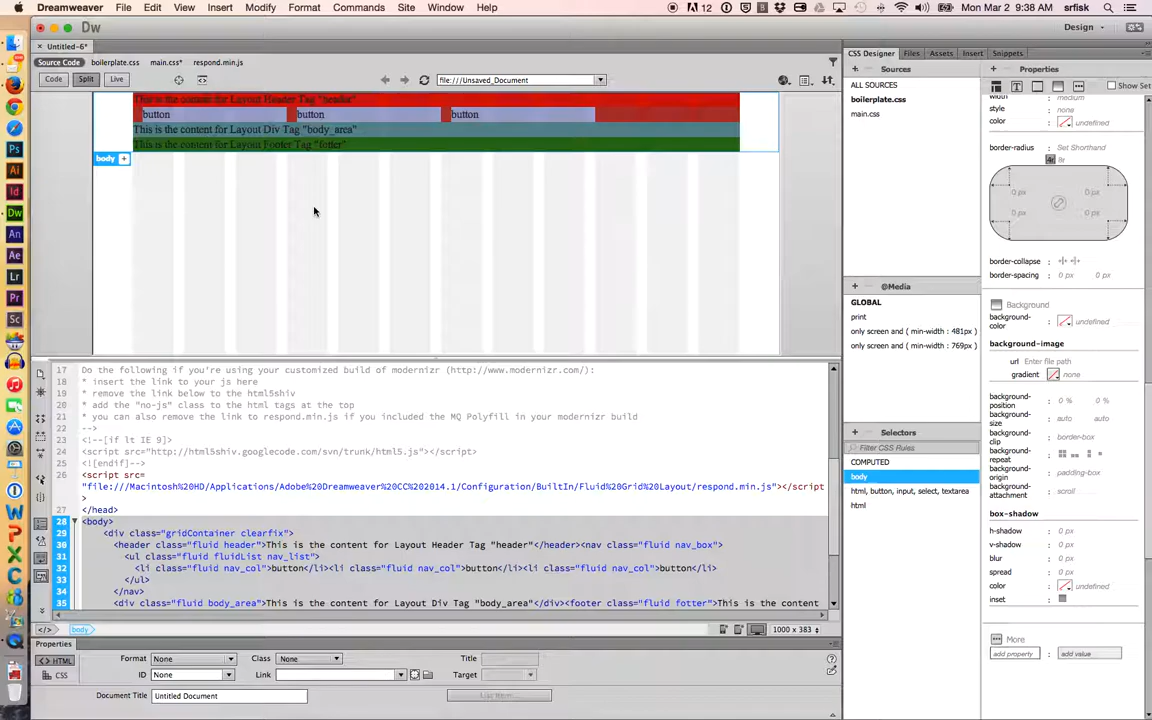 Dreamweaver File Edit View Insert Modify Format Commands Site Window Help 12 Mon Mar 2 9:38 AM srfisk
Dw Design
Untitled-6*
Source Code boilerplate.css main.css* respond.min.js
Code Split Live file:///Unsaved_Document
This is the content for Layout Header Tag "header"
button button button
This is the content for Layout Div Tag "body_area"
This is the content for Layout Footer Tag "fotter"
body +
17 Do the following if you're using your customized build of modernizr (http://www.modernizr.com/):
18 * insert the link to your js here
19 * remove the link below to the html5shiv
20 * add the "no-js" class to the html tags at the top
21 * you can also remove the link to respond.min.js if you included the MQ Polyfill in your modernizr build
22 -->
23 <!--[if lt IE 9]>
24 <script src="http://html5shiv.googlecode.com/svn/trunk/html5.js"></script>
25 <![endif]-->
26 <script src=
"file:///Macintosh%20HD/Applications/Adobe%20Dreamweaver%20CC%202014.1/Configuration/BuiltIn/Fluid%20Grid%20Layout/respond.min.js"></script
>
27 </head>
28 <body>
29 <div class="gridContainer clearfix">
30 <header class="fluid header">This is the content for Layout Header Tag "header"</header><nav class="fluid nav_box">
31 <ul class="fluid fluidList nav_list">
32 <li class="fluid nav_col">button</li><li class="fluid nav_col">button</li><li class="fluid nav_col">button</li>
33 </ul>
34 </nav>
35 <div class="fluid body_area">This is the content for Layout Div Tag "body_area"</div><footer class="fluid fotter">This is the content
</> body 1000 x 383
Properties
<> HTML Format None Class None Title
CSS ID None Link Target
Document Title Untitled Document List Item...
CSS Designer Files Assets Insert Snippets
+ Sources
ALL SOURCES
boilerplate.css
main.css
+ @Media
GLOBAL
print
only screen and ( min-width : 481px )
only screen and ( min-width : 769px )
+ Selectors
Filter CSS Rules
COMPUTED
body
html, button, input, select, textarea
html
+ Properties
Show Set
width : medium
style : none
color : undefined
border-radius : Set Shorthand
4r 8r
0 px 0 px
0 px 0 px
border-collapse :
border-spacing : 0 px 0 px
Background
background-color : undefined
background-image
url Enter file path
gradient none
background-position : 0 % 0 %
background-size : auto auto
background-clip : border-box
background-repeat :
background-origin : padding-box
background-attachment : scroll
box-shadow
h-shadow : 0 px
v-shadow : 0 px
blur : 0 px
spread : 0 px
color : undefined
inset :
More
add property : add value